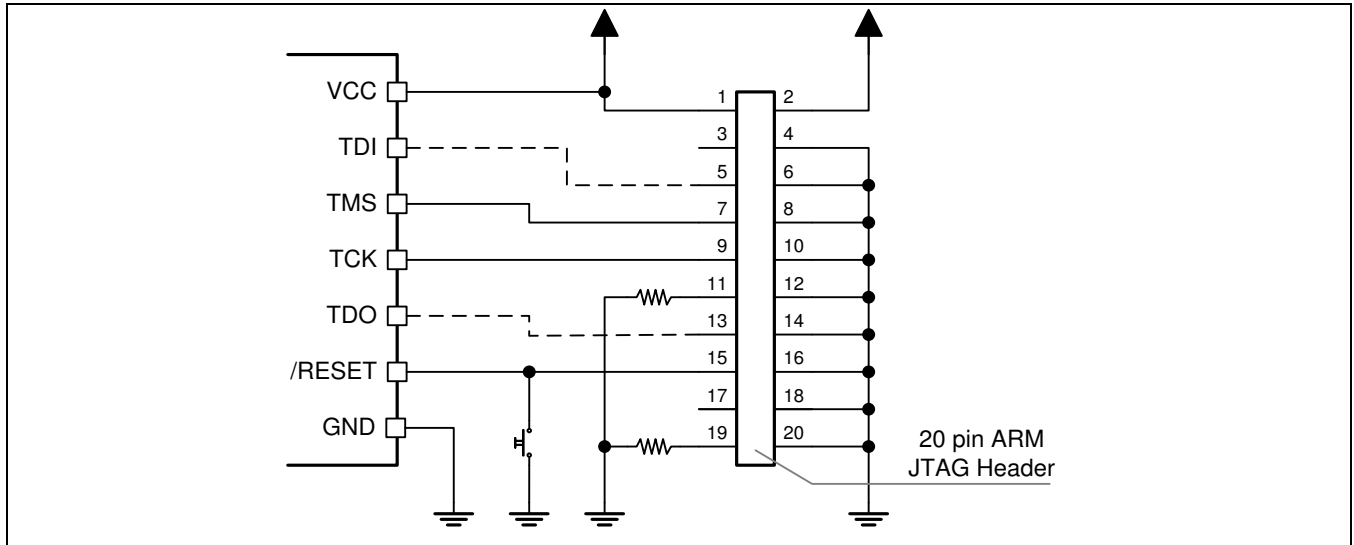 VCC
TDI
TMS
TCK
TDO
/RESET
GND
1 2
3 4
5 6
7 8
9 10
11 12
13 14
15 16
17 18
19 20
20 pin ARM
JTAG Header